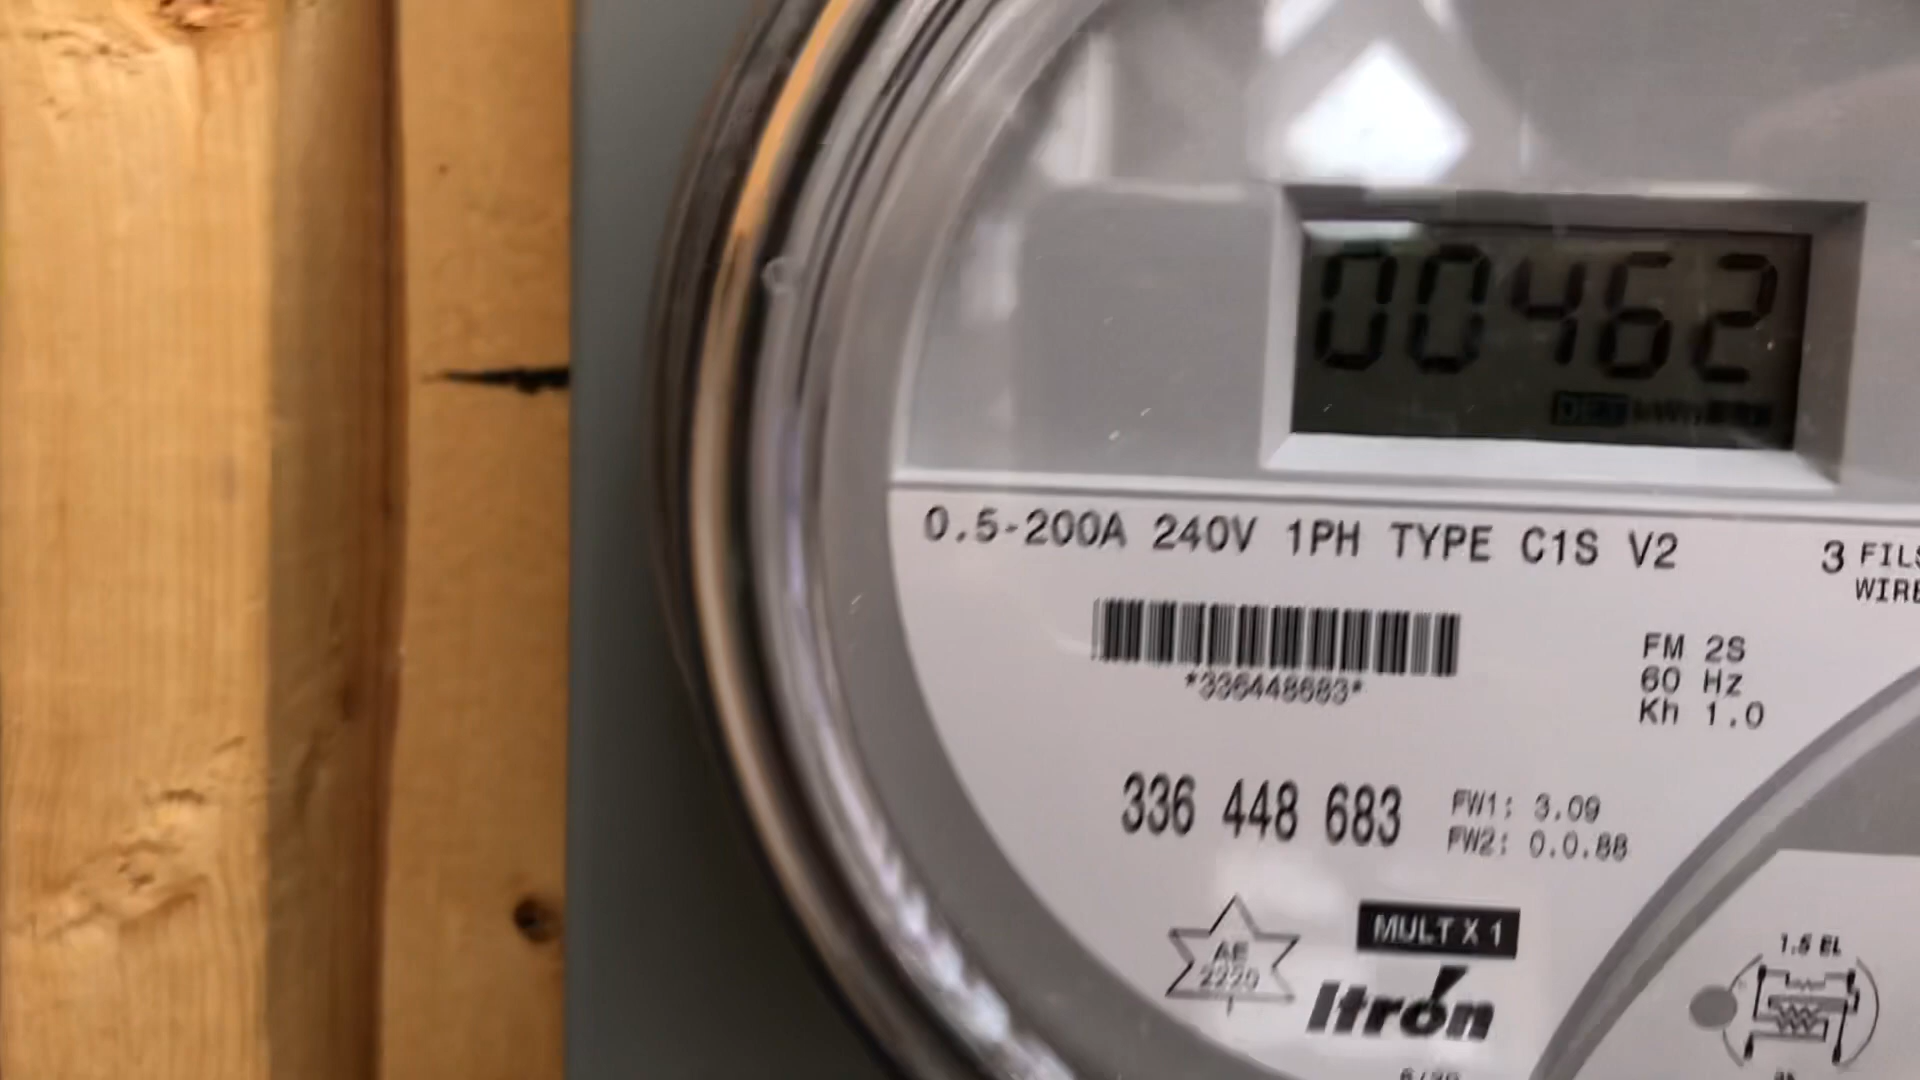 00462
0.5-200A 240V 1PH TYPE C1S V2
3 FILS
WIRE
FM 2S
60 Hz
Kh 1.0
*336448683*
336 448 683
FW1: 3.09
FW2: 0.0.88
AE
2220
MULT X 1
Itrón
1.5 EL